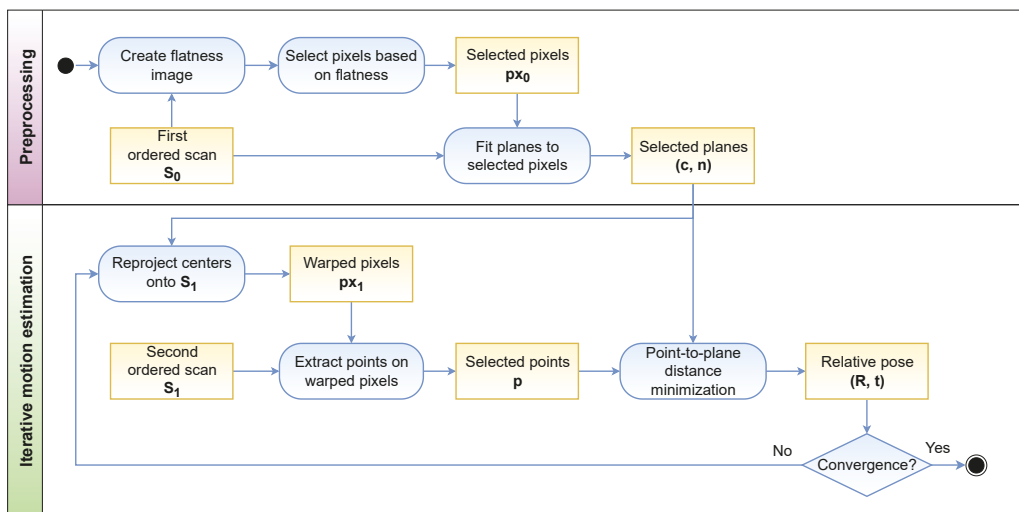 Preprocessing
Create flatness
image
Select pixels based
on flatness
Selected pixels
px₀
First
ordered scan
S₀
Fit planes to
selected pixels
Selected planes
(c, n)
Iterative motion estimation
Reproject centers
onto S₁
Warped pixels
px₁
Second
ordered scan
S₁
Extract points on
warped pixels
Selected points
p
Point-to-plane
distance
minimization
Relative pose
(R, t)
No
Convergence?
Yes